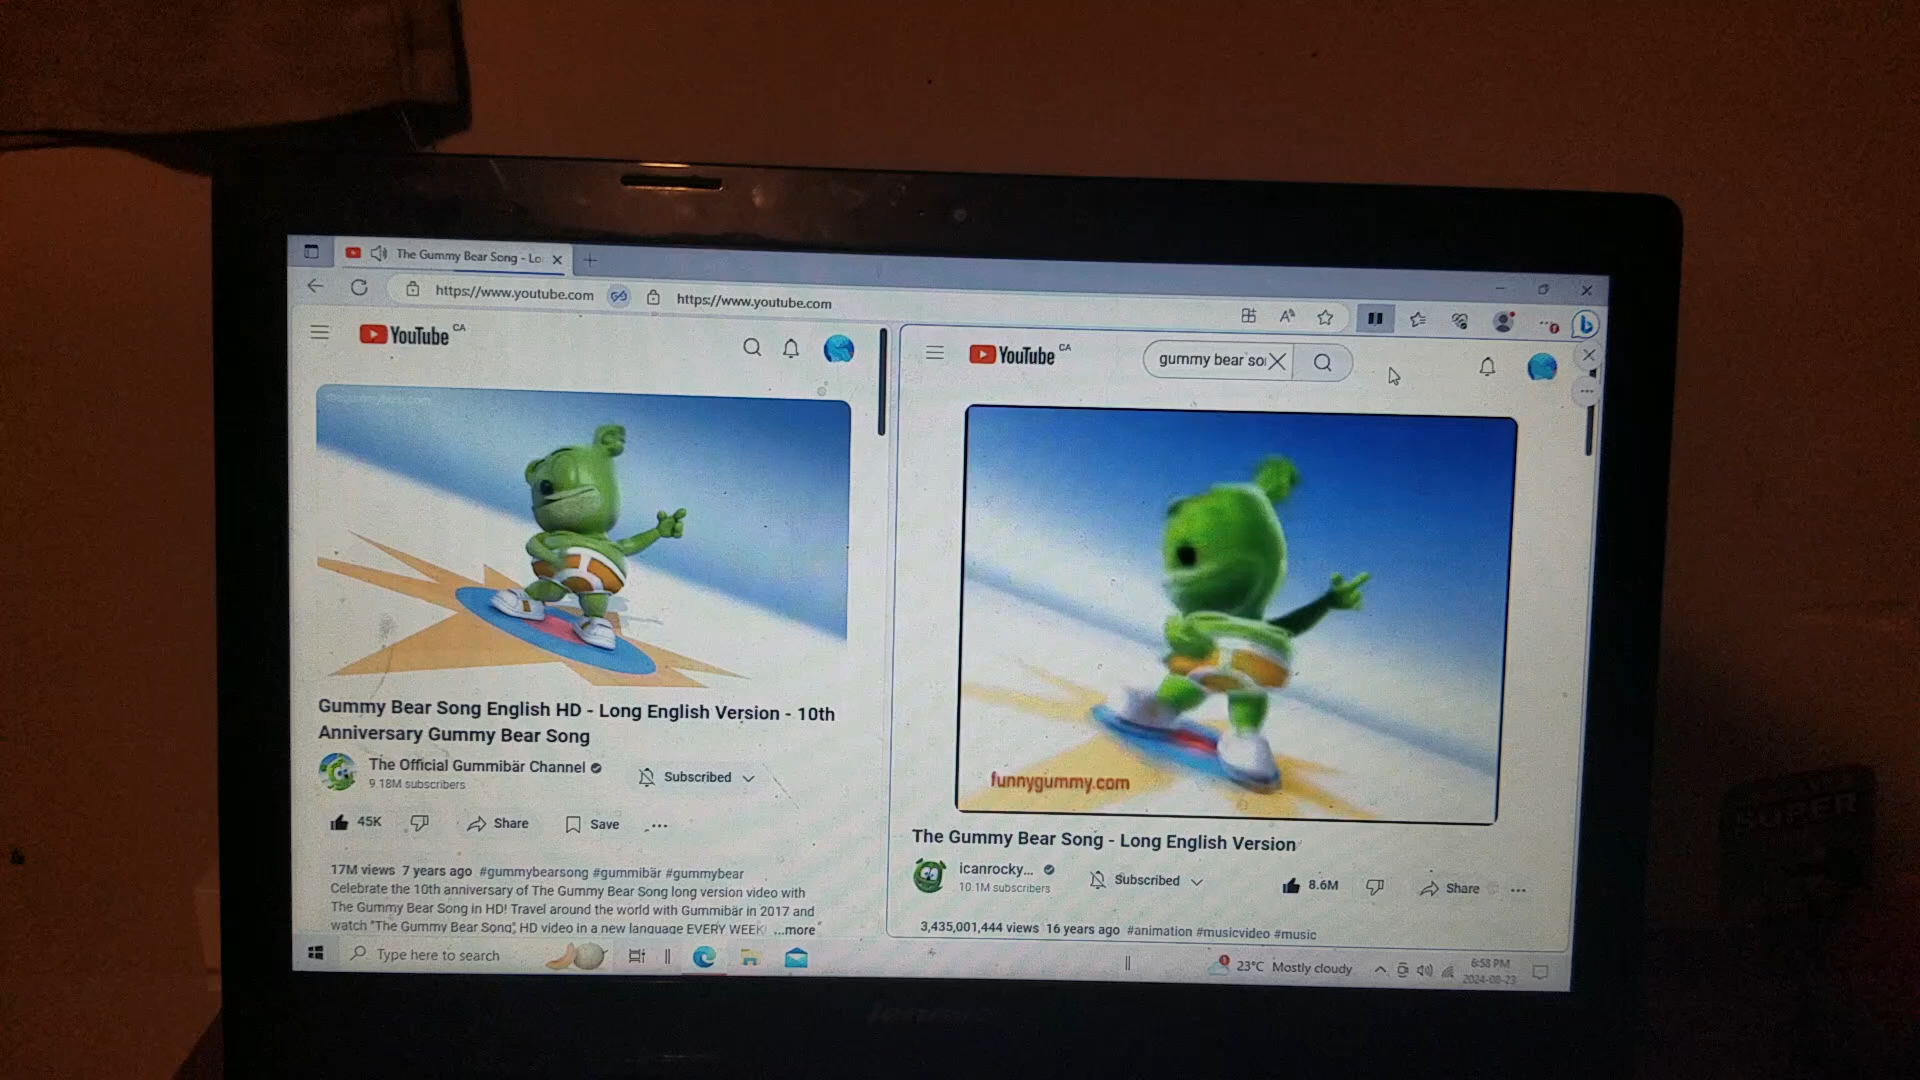 The Gummy Bear Song - Lo
https://www.youtube.com
https://www.youtube.com
YouTube CA
YouTube CA
gummy bear so
Gummy Bear Song English HD - Long English Version - 10th
Anniversary Gummy Bear Song
The Official Gummibär Channel
9.18M subscribers
Subscribed
45K
Share
Save
17M views 7 years ago #gummybearsong #gummibär #gummybear
Celebrate the 10th anniversary of The Gummy Bear Song long version video with
The Gummy Bear Song in HD! Travel around the world with Gummibär in 2017 and
watch "The Gummy Bear Song" HD video in a new language EVERY WEEK! ...more
funnygummy.com
The Gummy Bear Song - Long English Version
icanrocky...
10.1M subscribers
Subscribed
8.6M
Share
3,435,001,444 views 16 years ago #animation #musicvideo #music
Type here to search
23°C Mostly cloudy
6:53 PM
2024-08-23
lenovo
SUPER